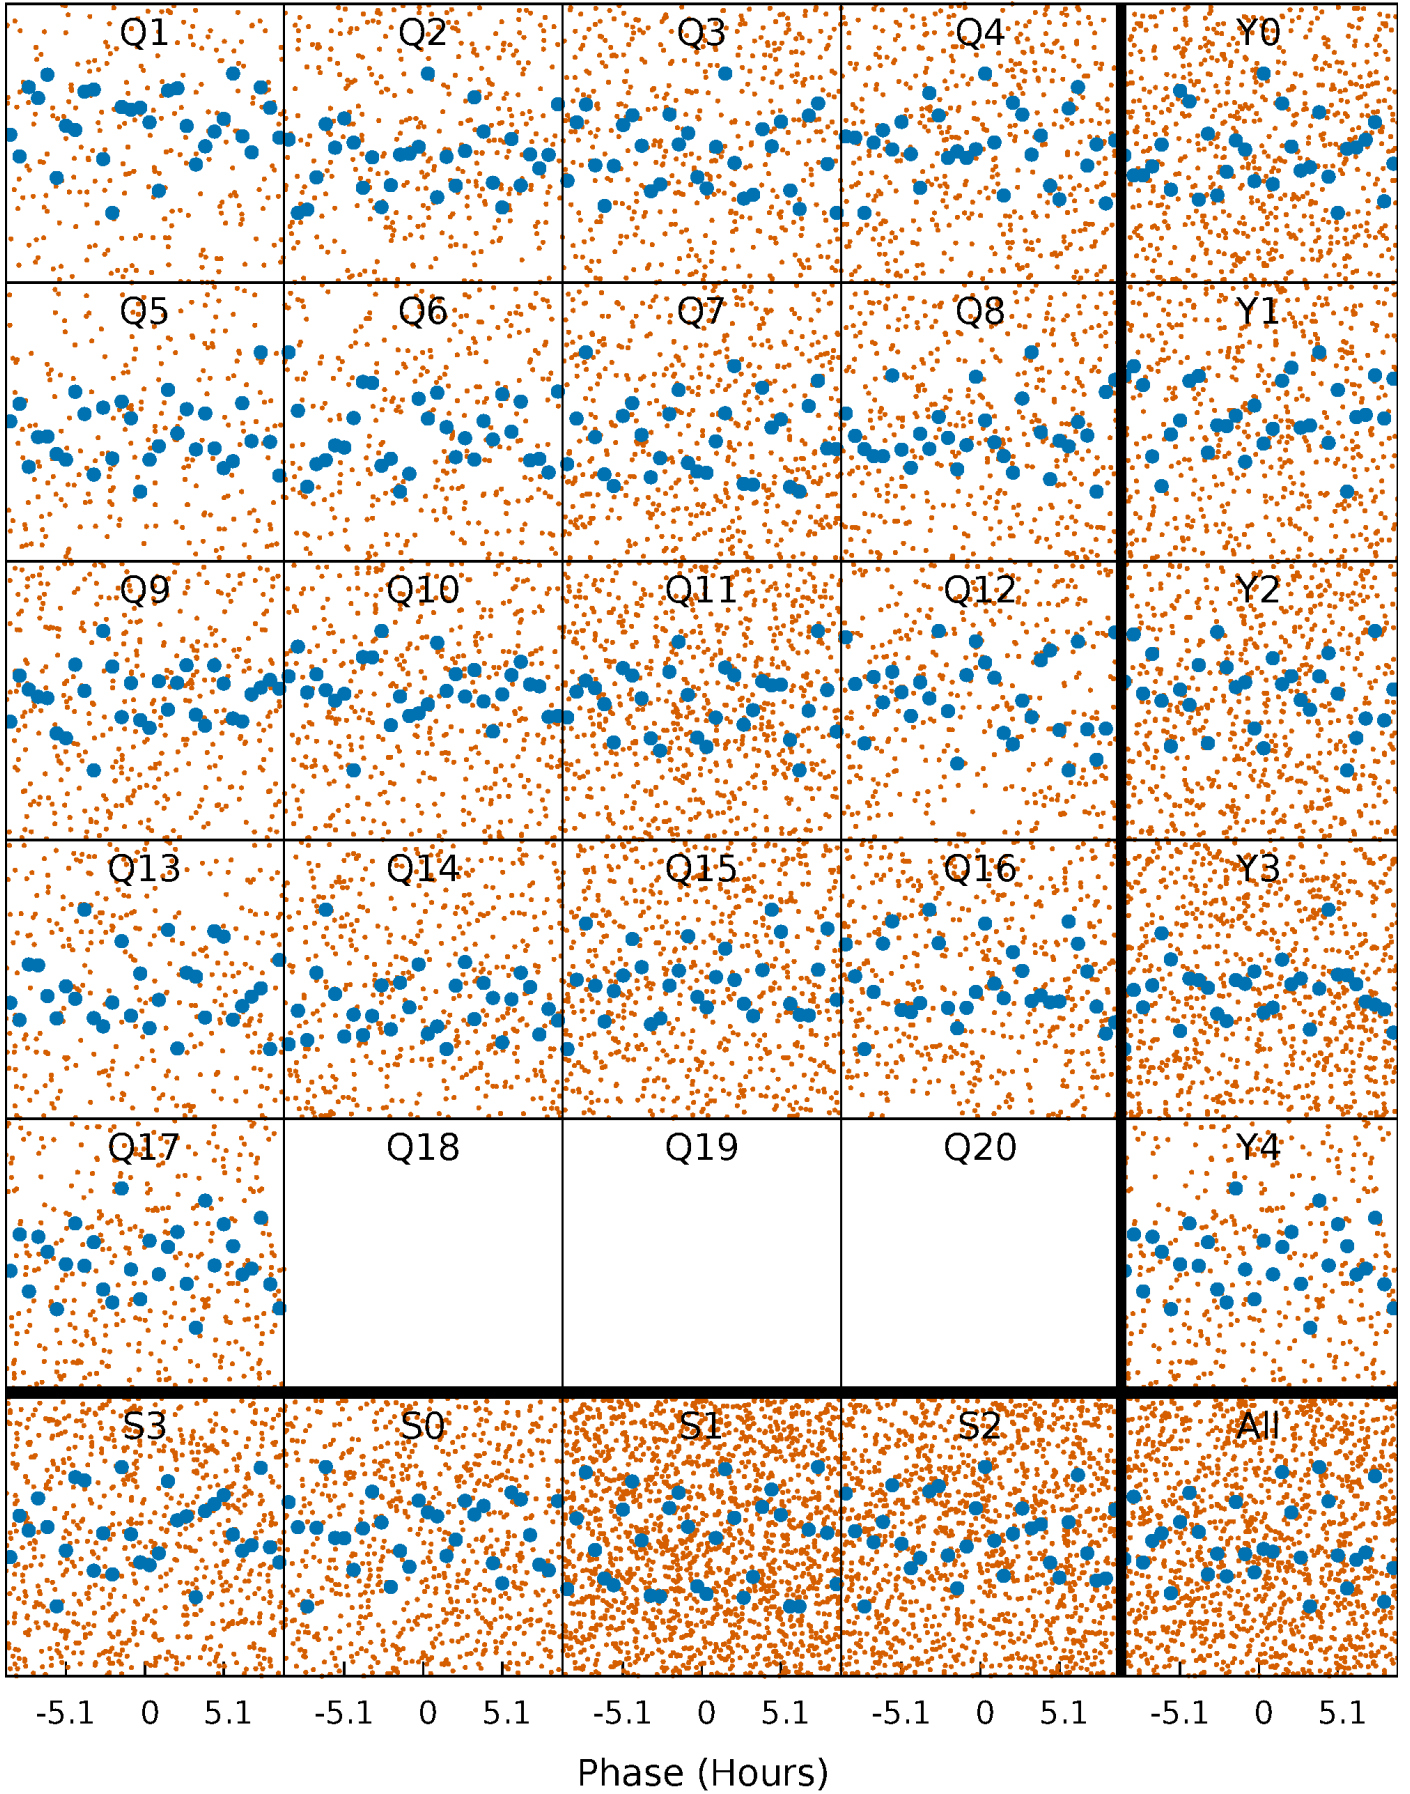 Q1 Q2 Q3 Q4 Y0
Q5 Q6 Q7 Q8 Y1
Q9 Q10 Q11 Q12 Y2
Q13 Q14 Q15 Q16 Y3
Q17 Q18 Q19 Q20 Y4
S3 S0 S1 S2 All
-5.1 0 5.1 -5.1 0 5.1 -5.1 0 5.1 -5.1 0 5.1 -5.1 0 5.1
Phase (Hours)